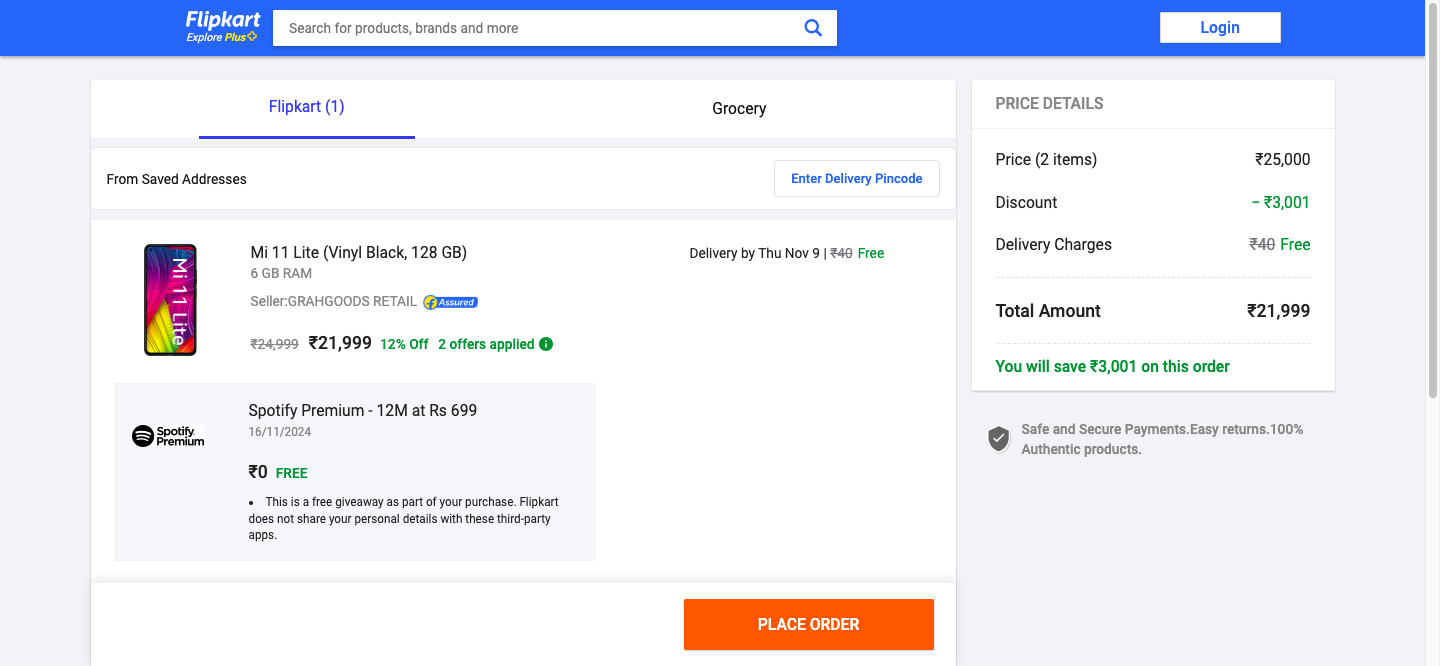 Flipkart
Explore Plus
Search for products, brands and more
Login
Flipkart (1)
Grocery
From Saved Addresses
Enter Delivery Pincode
Mi 11 Lite
Mi 11 Lite (Vinyl Black, 128 GB)
6 GB RAM
Seller:GRAHGOODS RETAIL
f Assured
₹24,999 ₹21,999 12% Off 2 offers applied i
Delivery by Thu Nov 9 | ₹40 Free
Spotify Premium
Spotify Premium - 12M at Rs 699
16/11/2024
₹0 FREE
• This is a free giveaway as part of your purchase. Flipkart
does not share your personal details with these third-party
apps.
PLACE ORDER
PRICE DETAILS
Price (2 items) ₹25,000
Discount − ₹3,001
Delivery Charges ₹40 Free
Total Amount ₹21,999
You will save ₹3,001 on this order
Safe and Secure Payments.Easy returns.100%
Authentic products.